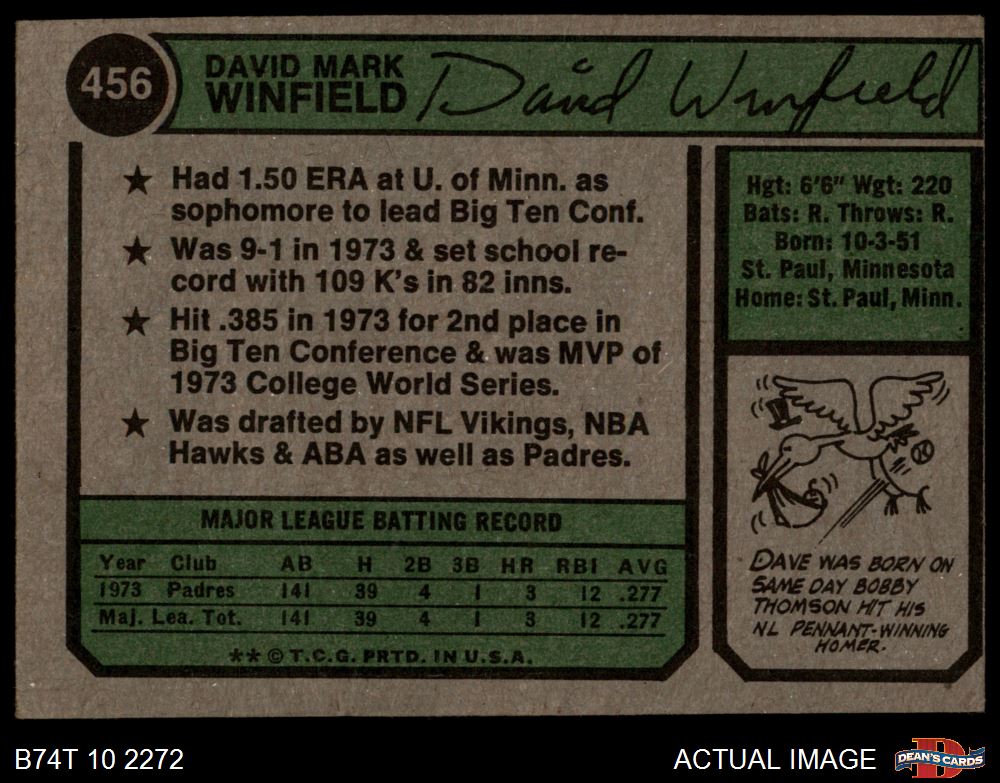 456
DAVID MARK
WINFIELD
David Winfield
★ Had 1.50 ERA at U. of Minn. as
sophomore to lead Big Ten Conf.
★ Was 9-1 in 1973 & set school re-
cord with 109 K's in 82 inns.
★ Hit .385 in 1973 for 2nd place in
Big Ten Conference & was MVP of
1973 College World Series.
★ Was drafted by NFL Vikings, NBA
Hawks & ABA as well as Padres.
Hgt: 6'6" Wgt: 220
Bats: R. Throws: R.
Born: 10-3-51
St. Paul, Minnesota
Home: St. Paul, Minn.
DAVE WAS BORN ON
SAME DAY BOBBY
THOMSON HIT HIS
NL PENNANT-WINNING
HOMER.
MAJOR LEAGUE BATTING RECORD
Year Club AB H 2B 3B HR RBI AVG
1973 Padres 141 39 4 1 3 12 .277
Maj. Lea. Tot. 141 39 4 1 3 12 .277
** © T.C.G. PRTD. IN U.S.A.
B74T 10 2272
ACTUAL IMAGE
D
DEAN'S CARDS